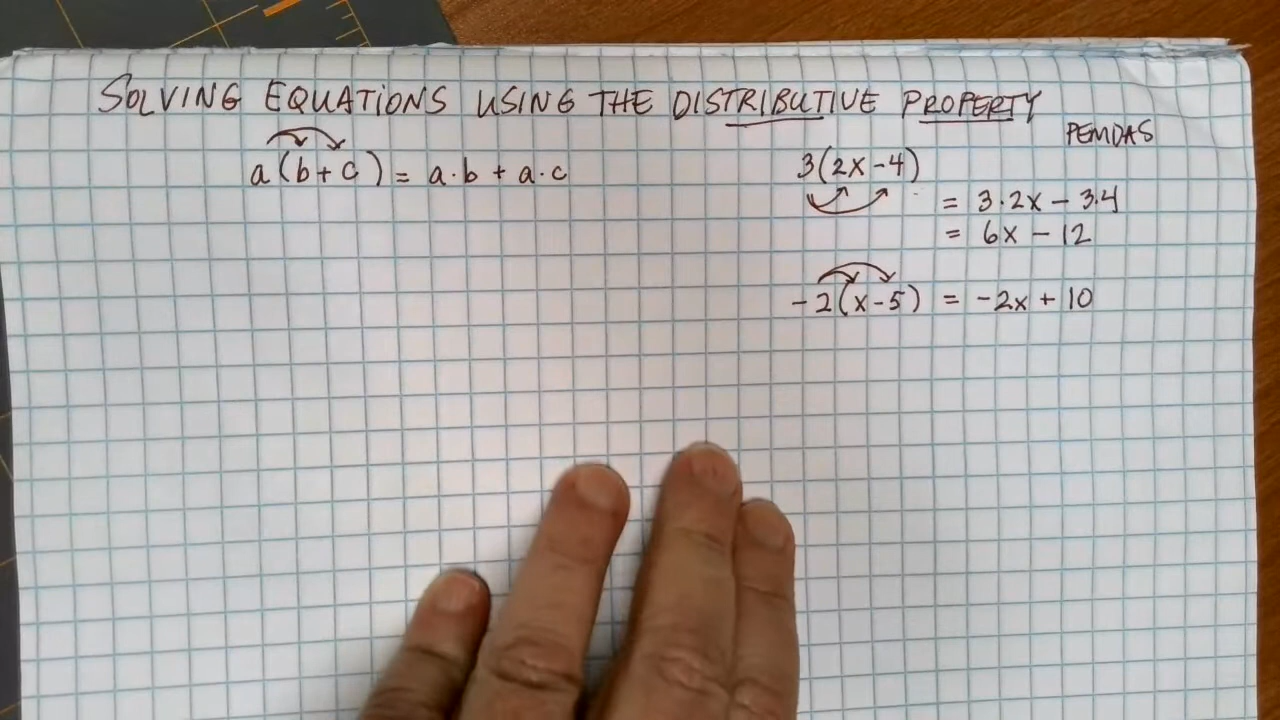 SOLVING EQUATIONS USING THE DISTRIBUTIVE PROPERTY
PEMDAS
a(b+c) = a·b + a·c
3(2x-4)
= 3·2x - 3·4
= 6x - 12
-2(x-5) = -2x + 10